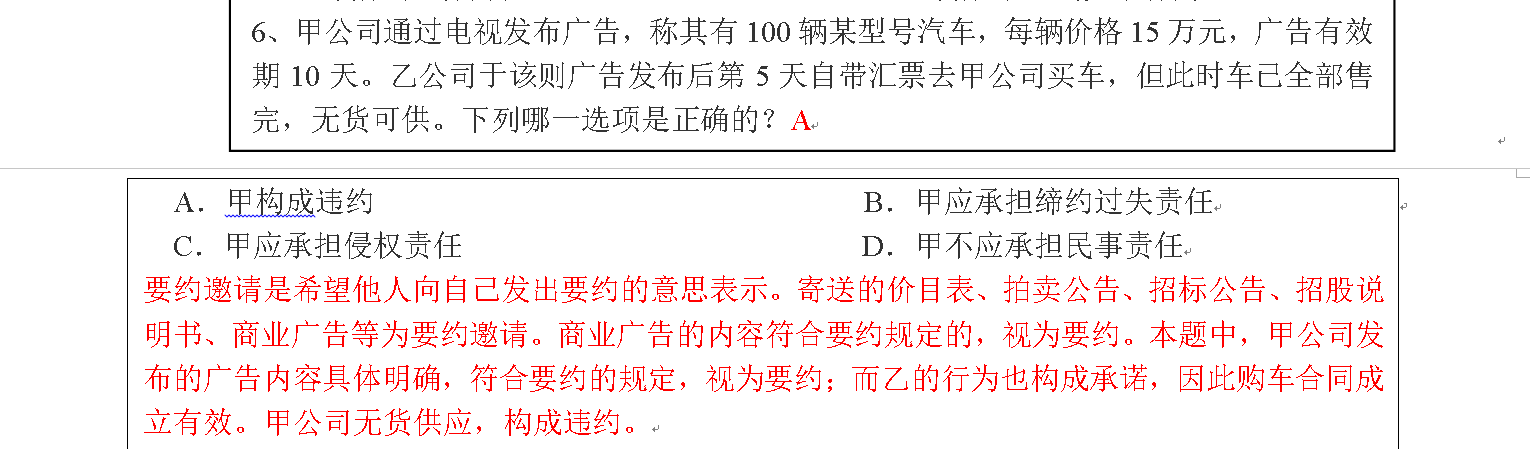 6、甲公司通过电视发布广告，称其有 100 辆某型号汽车，每辆价格 15 万元，广告有效
期 10 天。乙公司于该则广告发布后第 5 天自带汇票去甲公司买车，但此时车已全部售
完，无货可供。下列哪一选项是正确的？A
A．甲构成违约 B．甲应承担缔约过失责任
C．甲应承担侵权责任 D．甲不应承担民事责任
要约邀请是希望他人向自己发出要约的意思表示。寄送的价目表、拍卖公告、招标公告、招股说
明书、商业广告等为要约邀请。商业广告的内容符合要约规定的，视为要约。本题中，甲公司发
布的广告内容具体明确，符合要约的规定，视为要约；而乙的行为也构成承诺，因此购车合同成
立有效。甲公司无货供应，构成违约。